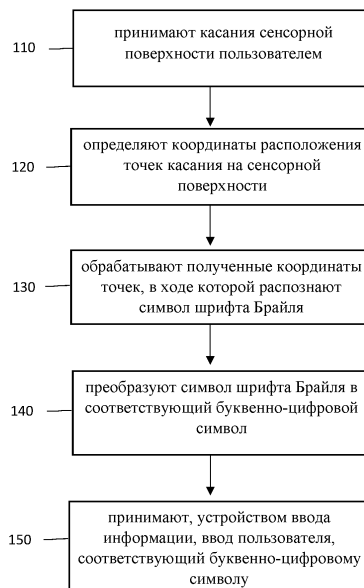 110
принимают касания сенсорной
поверхности пользователем
120
определяют координаты расположения
точек касания на сенсорной
поверхности
130
обрабатывают полученные координаты
точек, в ходе которой распознают
символ шрифта Брайля
140
преобразуют символ шрифта Брайля в
соответствующий буквенно-цифровой
символ
150
принимают, устройством ввода
информации, ввод пользователя,
соответствующий буквенно-цифровому
символу